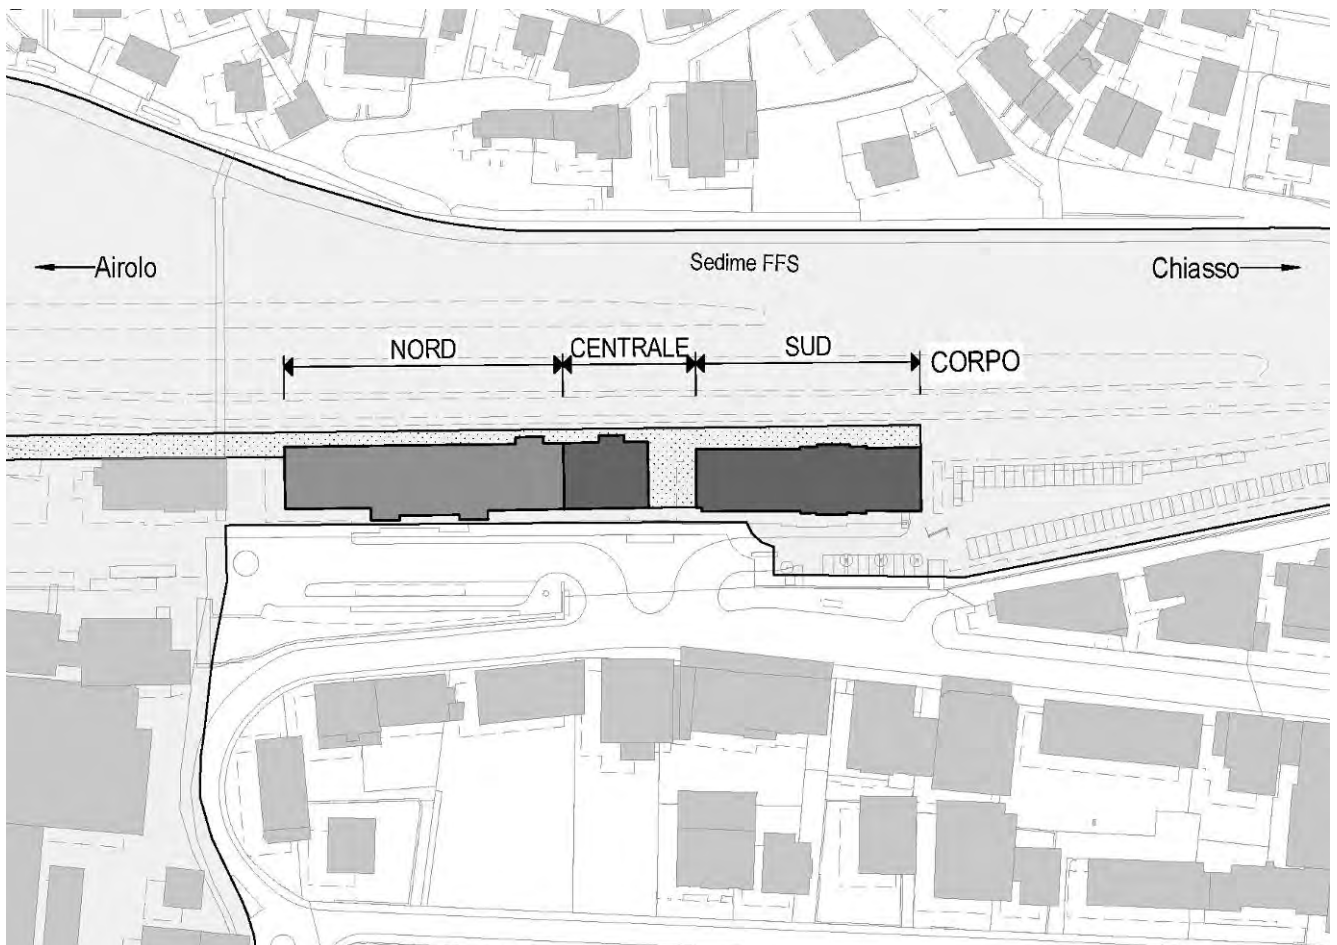 Airolo
Sedime FFS
Chiasso
NORD
CENTRALE
SUD
CORPO